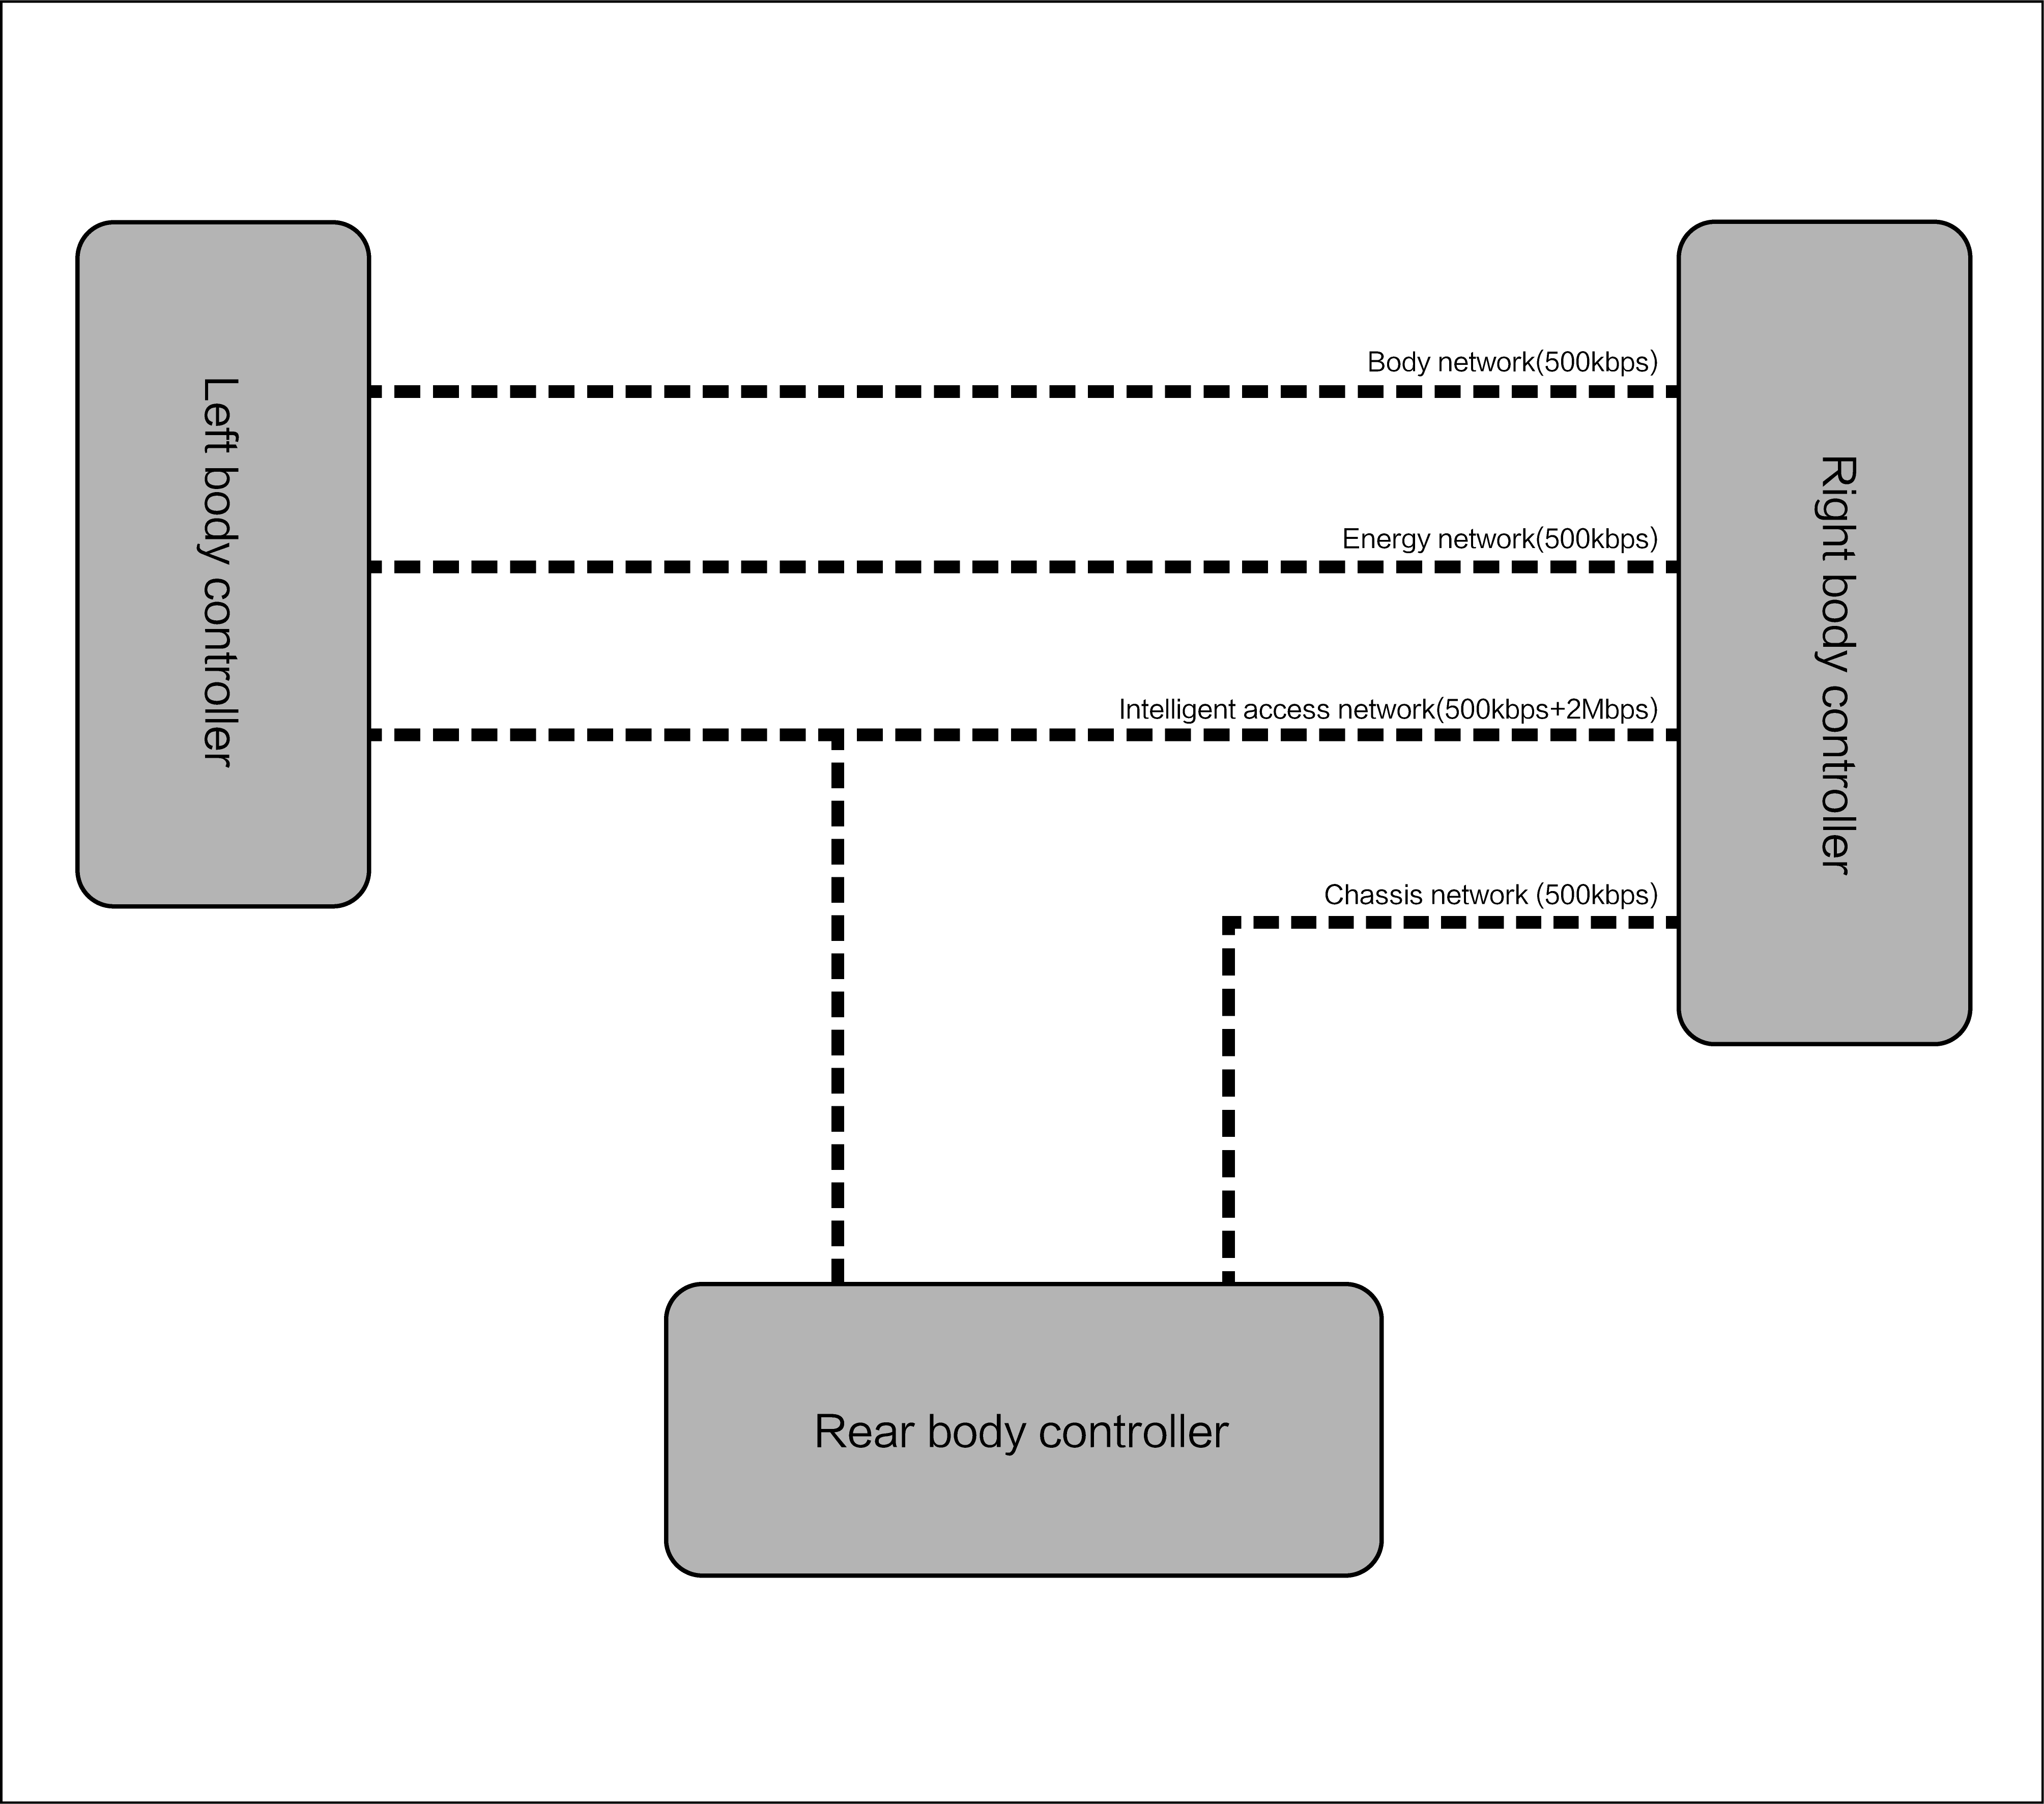 Left body controller
Body network(500kbps)
Energy network(500kbps)
Intelligent access network(500kbps+2Mbps)
Chassis network (500kbps)
Right body controller
Rear body controller